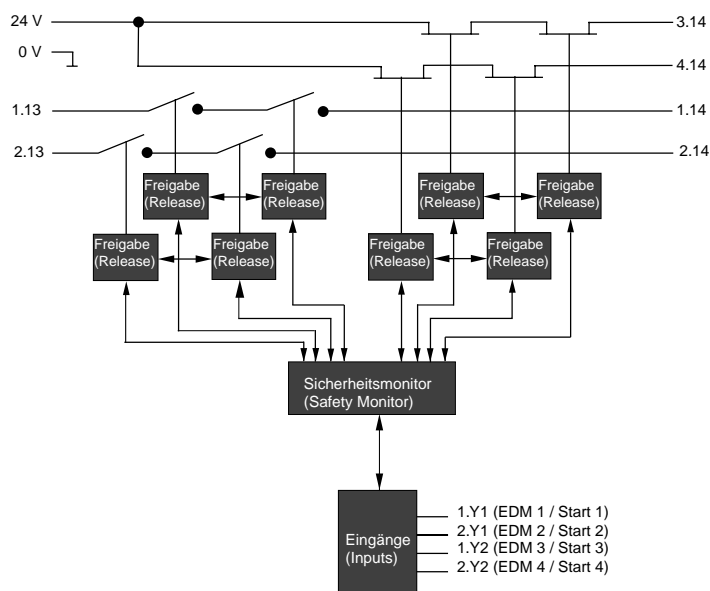 24 V
3.14
0 V
4.14
1.13
1.14
2.13
2.14
Freigabe
(Release)
Freigabe
(Release)
Freigabe
(Release)
Freigabe
(Release)
Freigabe
(Release)
Freigabe
(Release)
Freigabe
(Release)
Freigabe
(Release)
Sicherheitsmonitor
(Safety Monitor)
Eingänge
(Inputs)
1.Y1 (EDM 1 / Start 1)
2.Y1 (EDM 2 / Start 2)
1.Y2 (EDM 3 / Start 3)
2.Y2 (EDM 4 / Start 4)